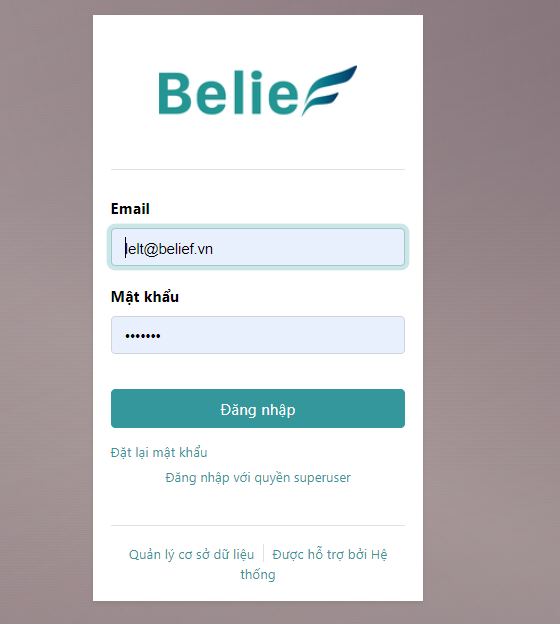 Belief
Email
lelt@belief.vn
Mật khẩu
•••••••
Đăng nhập
Đặt lại mật khẩu
Đăng nhập với quyền superuser
Quản lý cơ sở dữ liệu | Được hỗ trợ bởi Hệ
thống